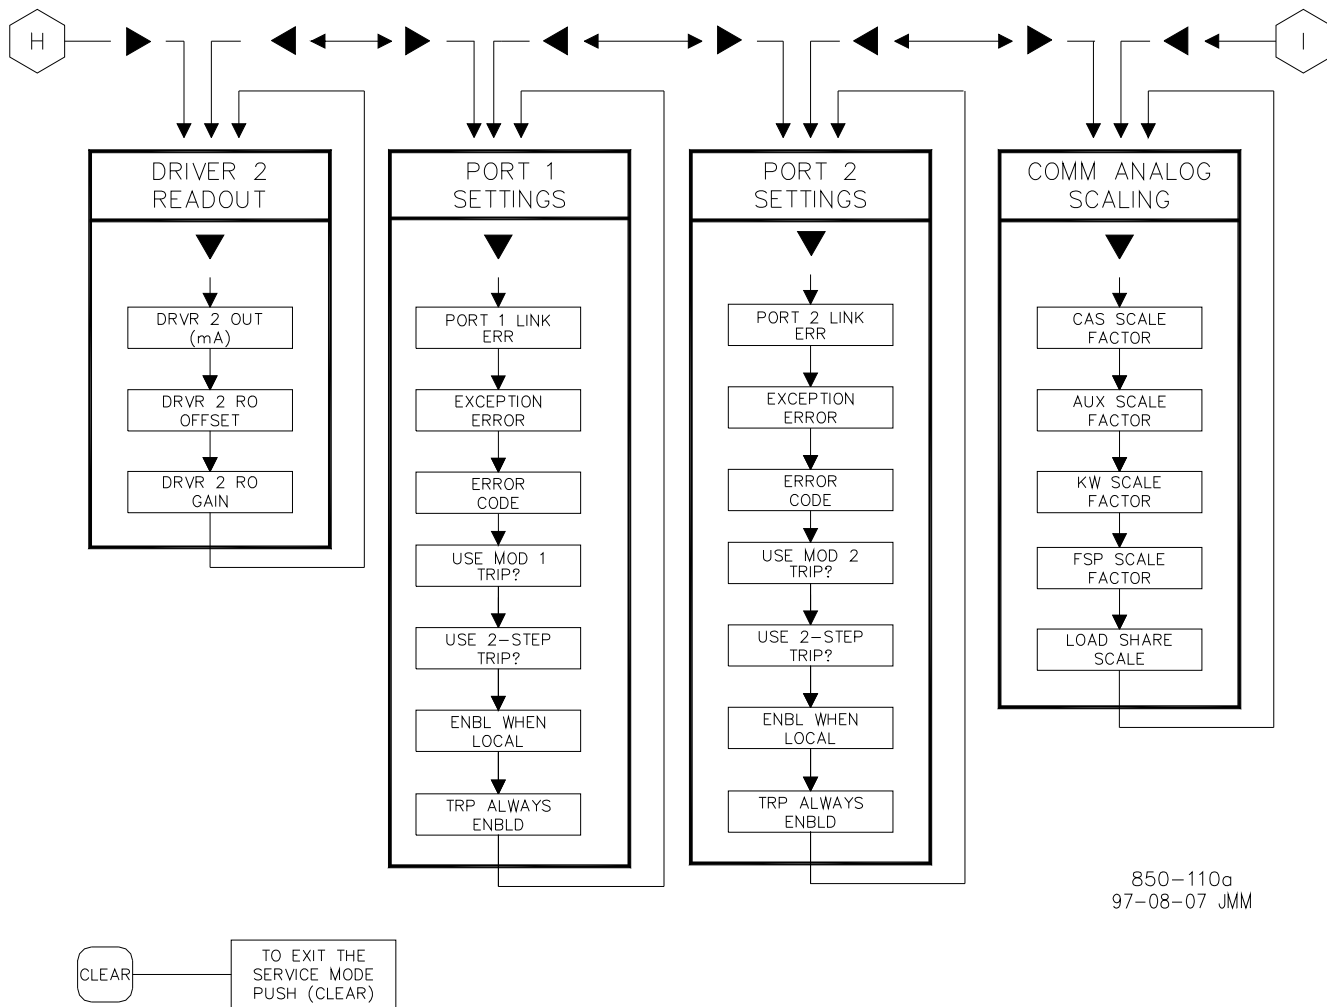 H
I
DRIVER 2
READOUT
DRVR 2 OUT
(mA)
DRVR 2 RO
OFFSET
DRVR 2 RO
GAIN
PORT 1
SETTINGS
PORT 1 LINK
ERR
EXCEPTION
ERROR
ERROR
CODE
USE MOD 1
TRIP?
USE 2-STEP
TRIP?
ENBL WHEN
LOCAL
TRP ALWAYS
ENBLD
PORT 2
SETTINGS
PORT 2 LINK
ERR
EXCEPTION
ERROR
ERROR
CODE
USE MOD 2
TRIP?
USE 2-STEP
TRIP?
ENBL WHEN
LOCAL
TRP ALWAYS
ENBLD
COMM ANALOG
SCALING
CAS SCALE
FACTOR
AUX SCALE
FACTOR
KW SCALE
FACTOR
FSP SCALE
FACTOR
LOAD SHARE
SCALE
850-110a
97-08-07 JMM
CLEAR
TO EXIT THE
SERVICE MODE
PUSH (CLEAR)